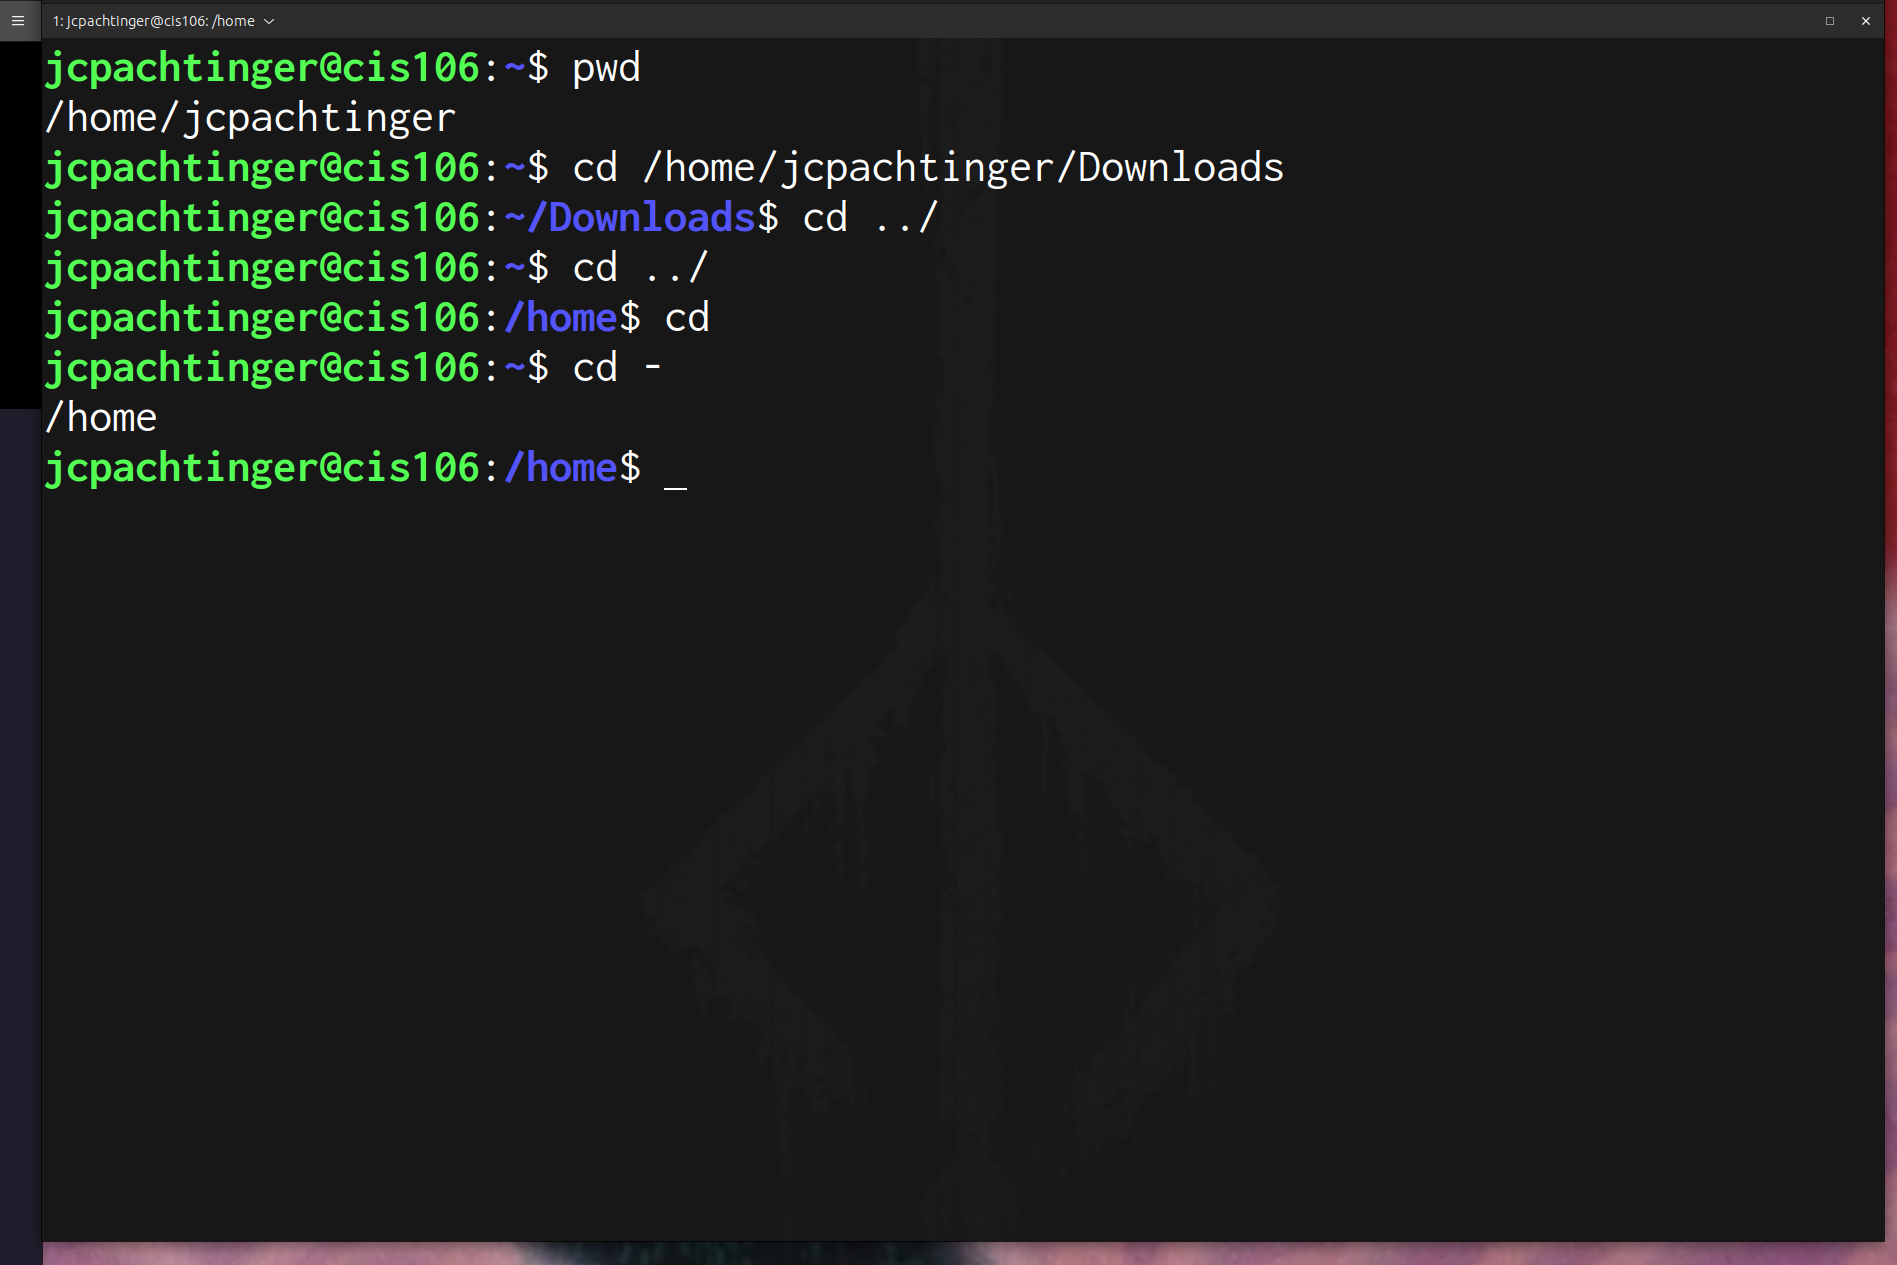 1: jcpachtinger@cis106: /home
jcpachtinger@cis106:~$ pwd
/home/jcpachtinger
jcpachtinger@cis106:~$ cd /home/jcpachtinger/Downloads
jcpachtinger@cis106:~/Downloads$ cd ../
jcpachtinger@cis106:~$ cd ../
jcpachtinger@cis106:/home$ cd
jcpachtinger@cis106:~$ cd -
/home
jcpachtinger@cis106:/home$ _